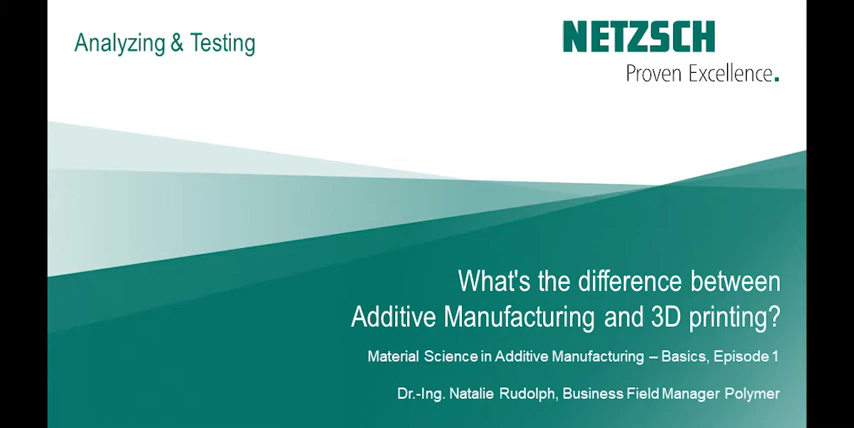 Analyzing & Testing
NETZSCH
Proven Excellence.
What's the difference between
Additive Manufacturing and 3D printing?
Material Science in Additive Manufacturing – Basics, Episode 1
Dr.-Ing. Natalie Rudolph, Business Field Manager Polymer